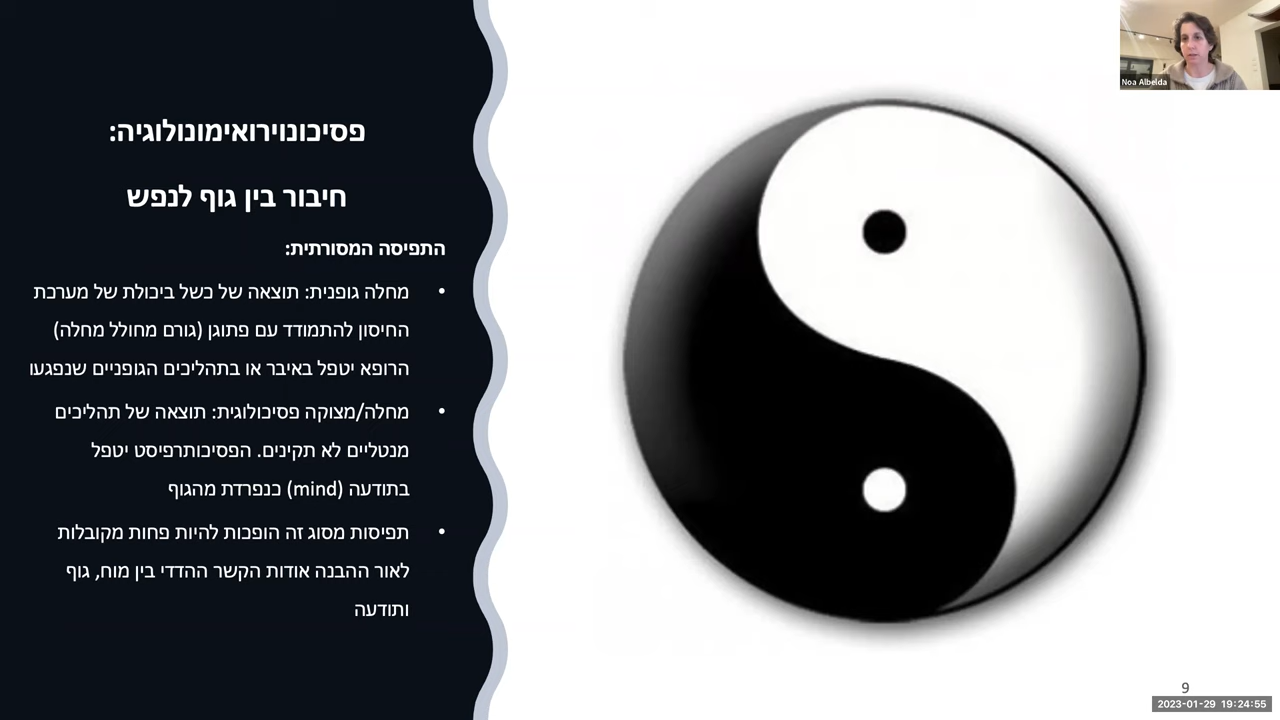 פסיכונוירואימונולוגיה:
חיבור בין גוף לנפש
התפיסה המסורתית:
• מחלה גופנית: תוצאה של כשל ביכולת של מערכת
החיסון להתמודד עם פתוגן (גורם מחולל מחלה)
הרופא יטפל באיבר או בתהליכים הגופניים שנפגעו
• מחלה/מצוקה פסיכולוגית: תוצאה של תהליכים
מנטליים לא תקינים. הפסיכותרפיסט יטפל
בתודעה (mind) כנפרדת מהגוף
• תפיסות מסוג זה הופכות להיות פחות מקובלות
לאור ההבנה אודות הקשר ההדדי בין מוח, גוף
ותודעה
Noa Albelda
9
2023-01-29 19:24:55